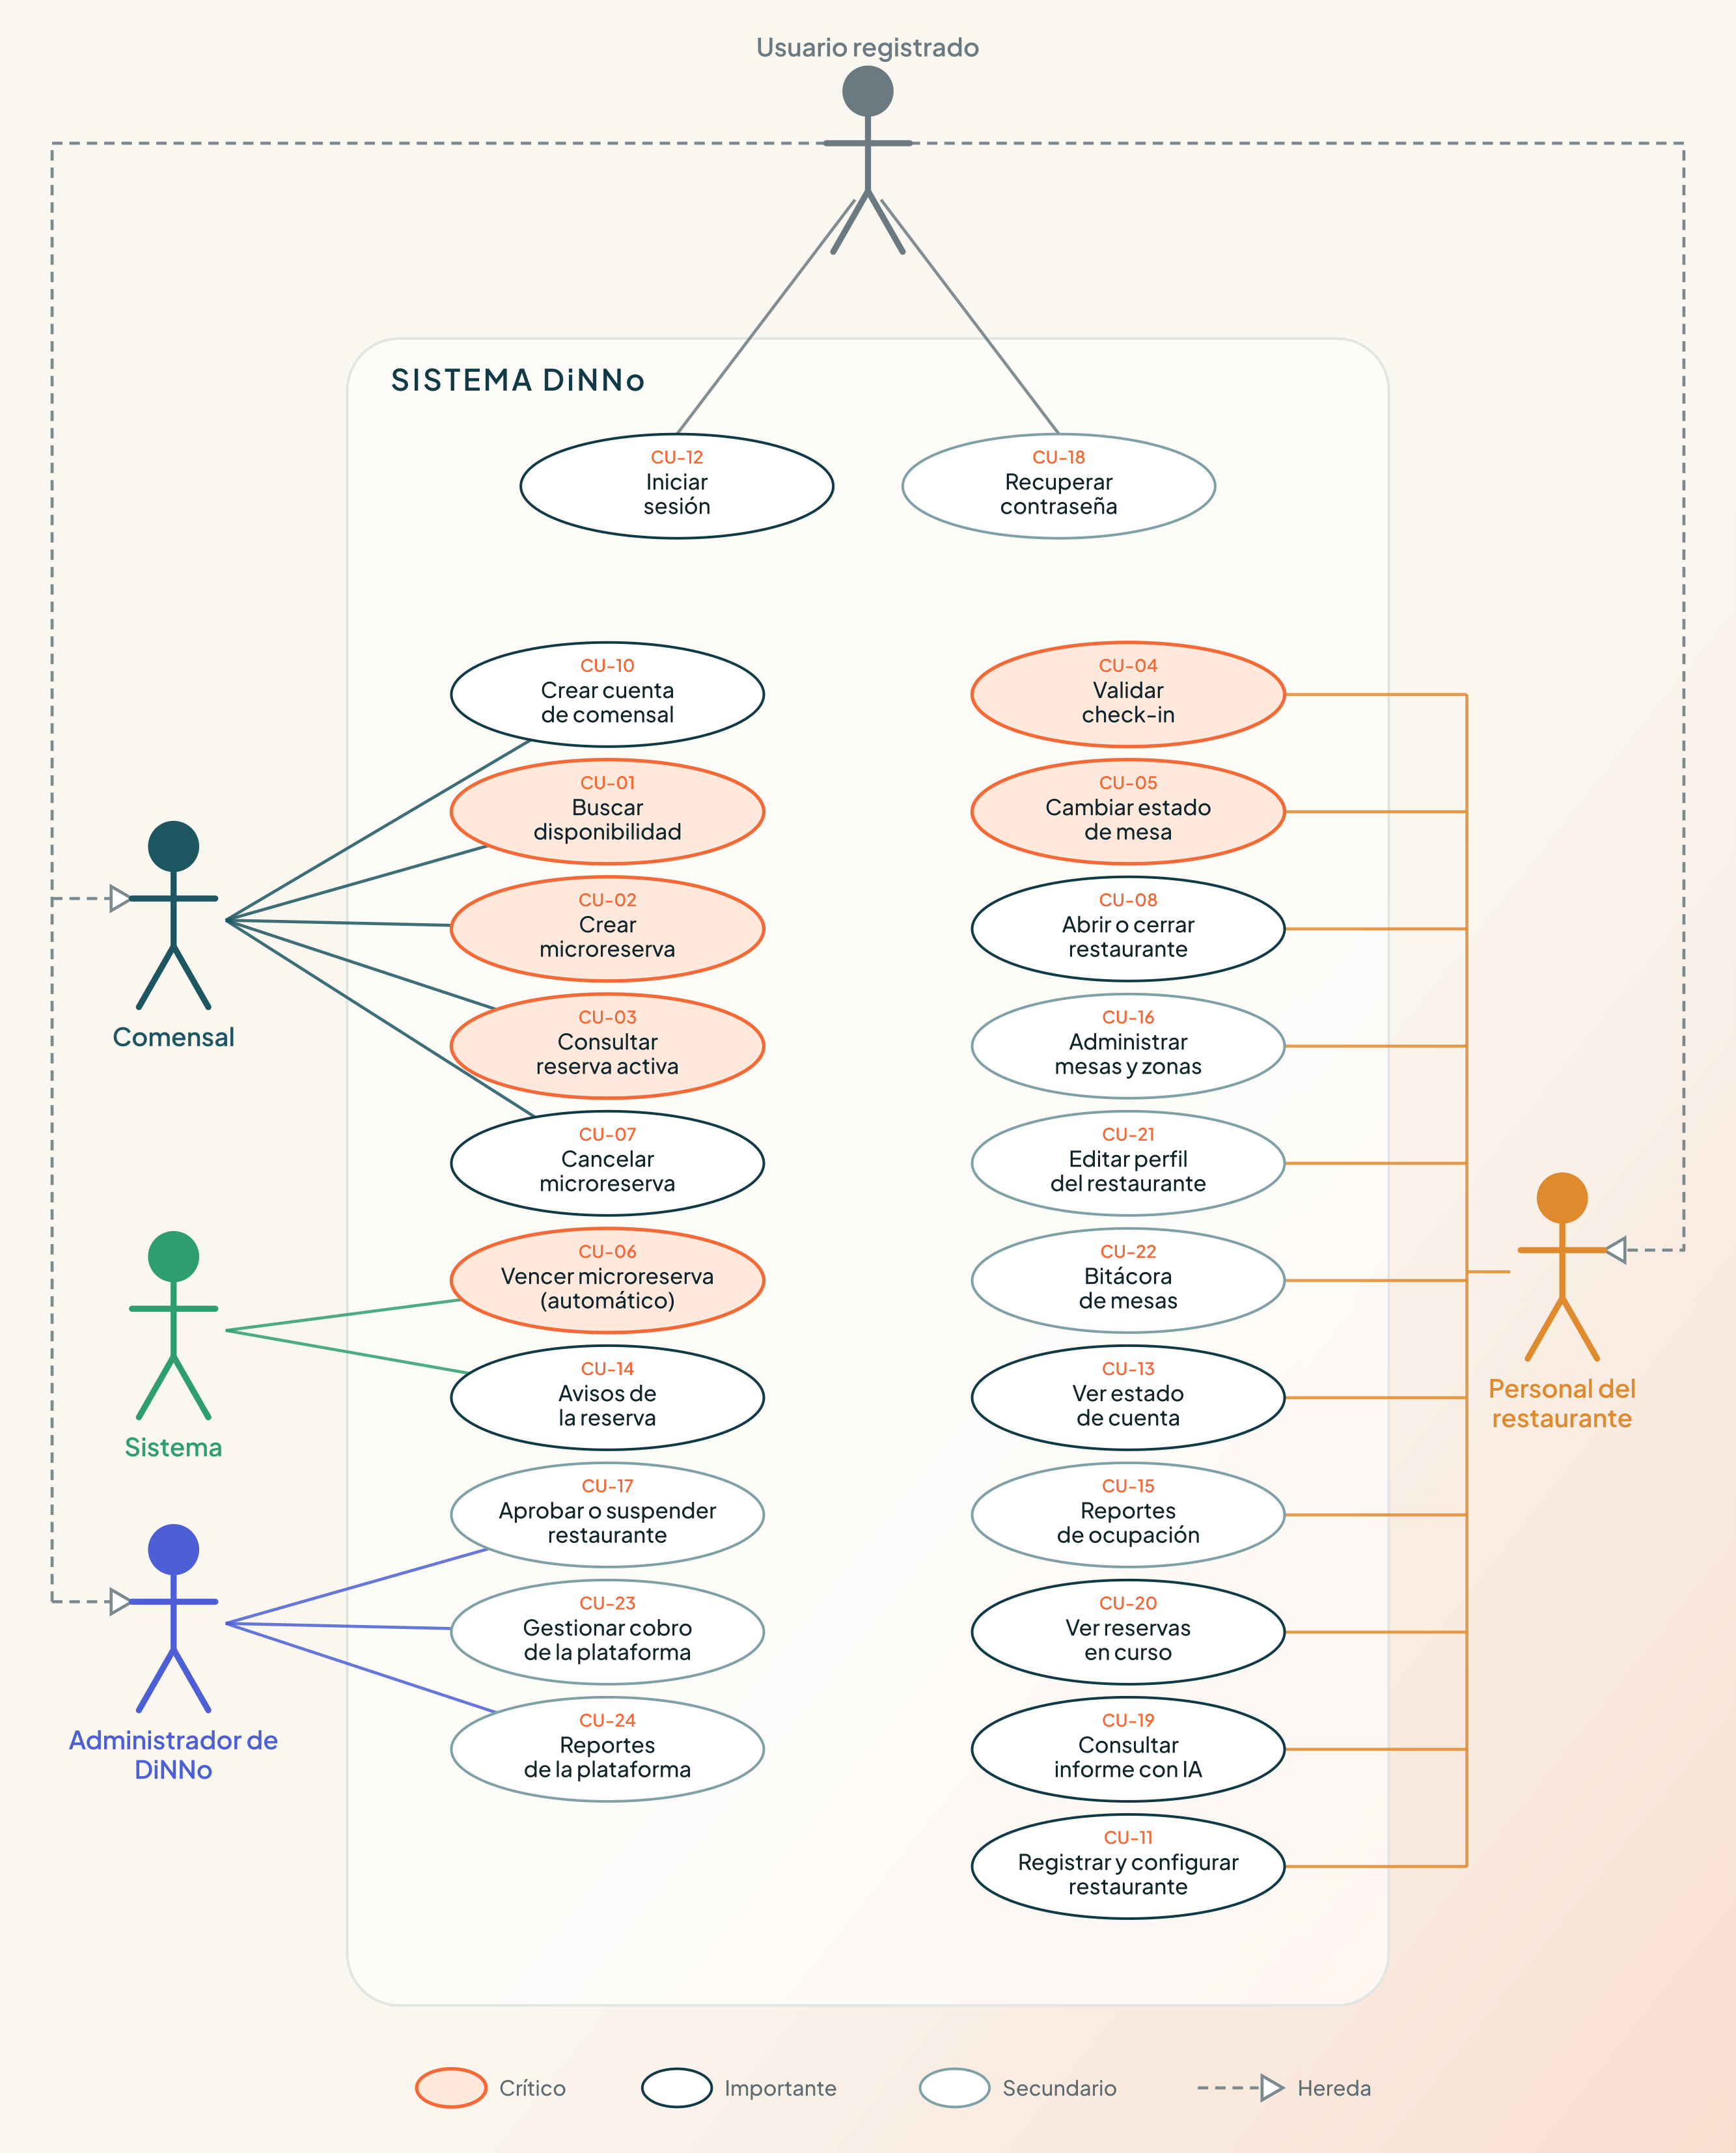 Usuario registrado
SISTEMA DiNNo
CU-12
Iniciar
sesión
CU-18
Recuperar
contraseña
CU-10
Crear cuenta
de comensal
CU-01
Buscar
disponibilidad
CU-02
Crear
microreserva
CU-03
Consultar
reserva activa
CU-07
Cancelar
microreserva
CU-06
Vencer microreserva
(automático)
CU-14
Avisos de
la reserva
CU-17
Aprobar o suspender
restaurante
CU-23
Gestionar cobro
de la plataforma
CU-24
Reportes
de la plataforma
CU-04
Validar
check-in
CU-05
Cambiar estado
de mesa
CU-08
Abrir o cerrar
restaurante
CU-16
Administrar
mesas y zonas
CU-21
Editar perfil
del restaurante
CU-22
Bitácora
de mesas
CU-13
Ver estado
de cuenta
CU-15
Reportes
de ocupación
CU-20
Ver reservas
en curso
CU-19
Consultar
informe con IA
CU-11
Registrar y configurar
restaurante
Comensal
Sistema
Administrador de
DiNNo
Personal del
restaurante
Crítico
Importante
Secundario
Hereda